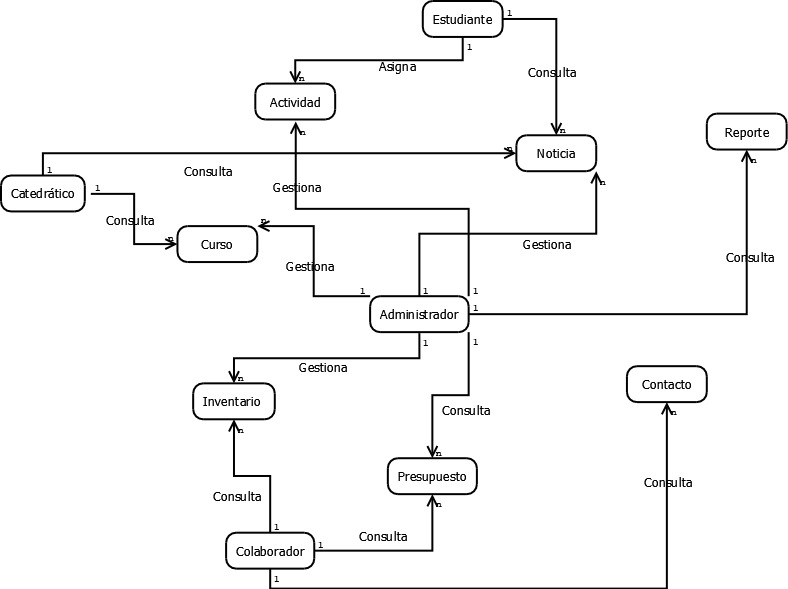 Estudiante
1
1
Asigna
Consulta
n
Actividad
n
n
Reporte
n
n
Noticia
n
1
Consulta
Gestiona
Catedrático
1
Consulta
n
n
Curso
Gestiona
Gestiona
Consulta
1
1
1
Administrador
1
1
1
Gestiona
n
Inventario
n
Consulta
n
Contacto
n
Presupuesto
n
Consulta
Consulta
Consulta
1
1
Colaborador
1